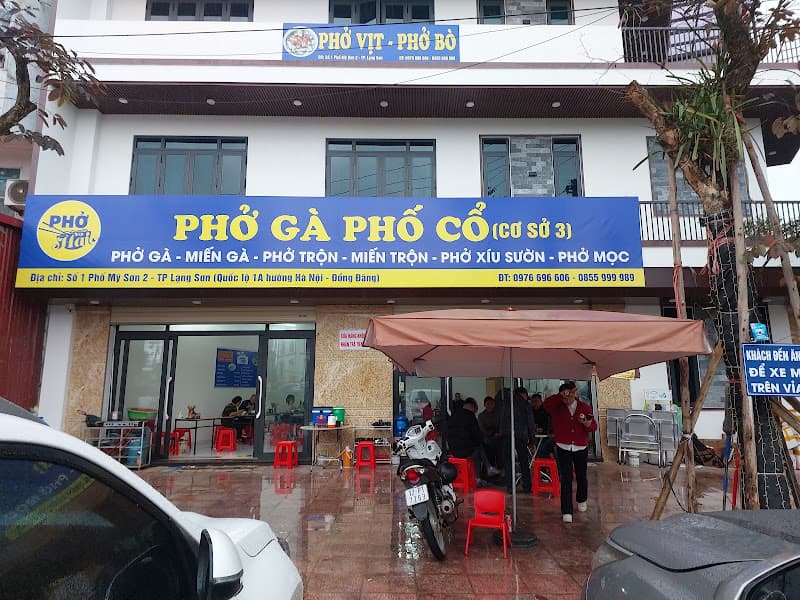 PHỞ VỊT - PHỞ BÒ
PHỞ
Hải
PHỞ GÀ PHỐ CỔ (CƠ SỞ 3)
PHỞ GÀ - MIẾN GÀ - PHỞ TRỘN - MIẾN TRỘN - PHỞ XÍU SƯỜN - PHỞ MỌC
Địa chỉ: Số 1 Phố Mỹ Sơn 2 - TP Lạng Sơn (Quốc lộ 1A hướng Hà Nội - Đồng Đăng)
ĐT: 0976 696 606 - 0855 999 989
KHÁCH ĐẾN ĂN
ĐỂ XE M
TRÊN VỈA